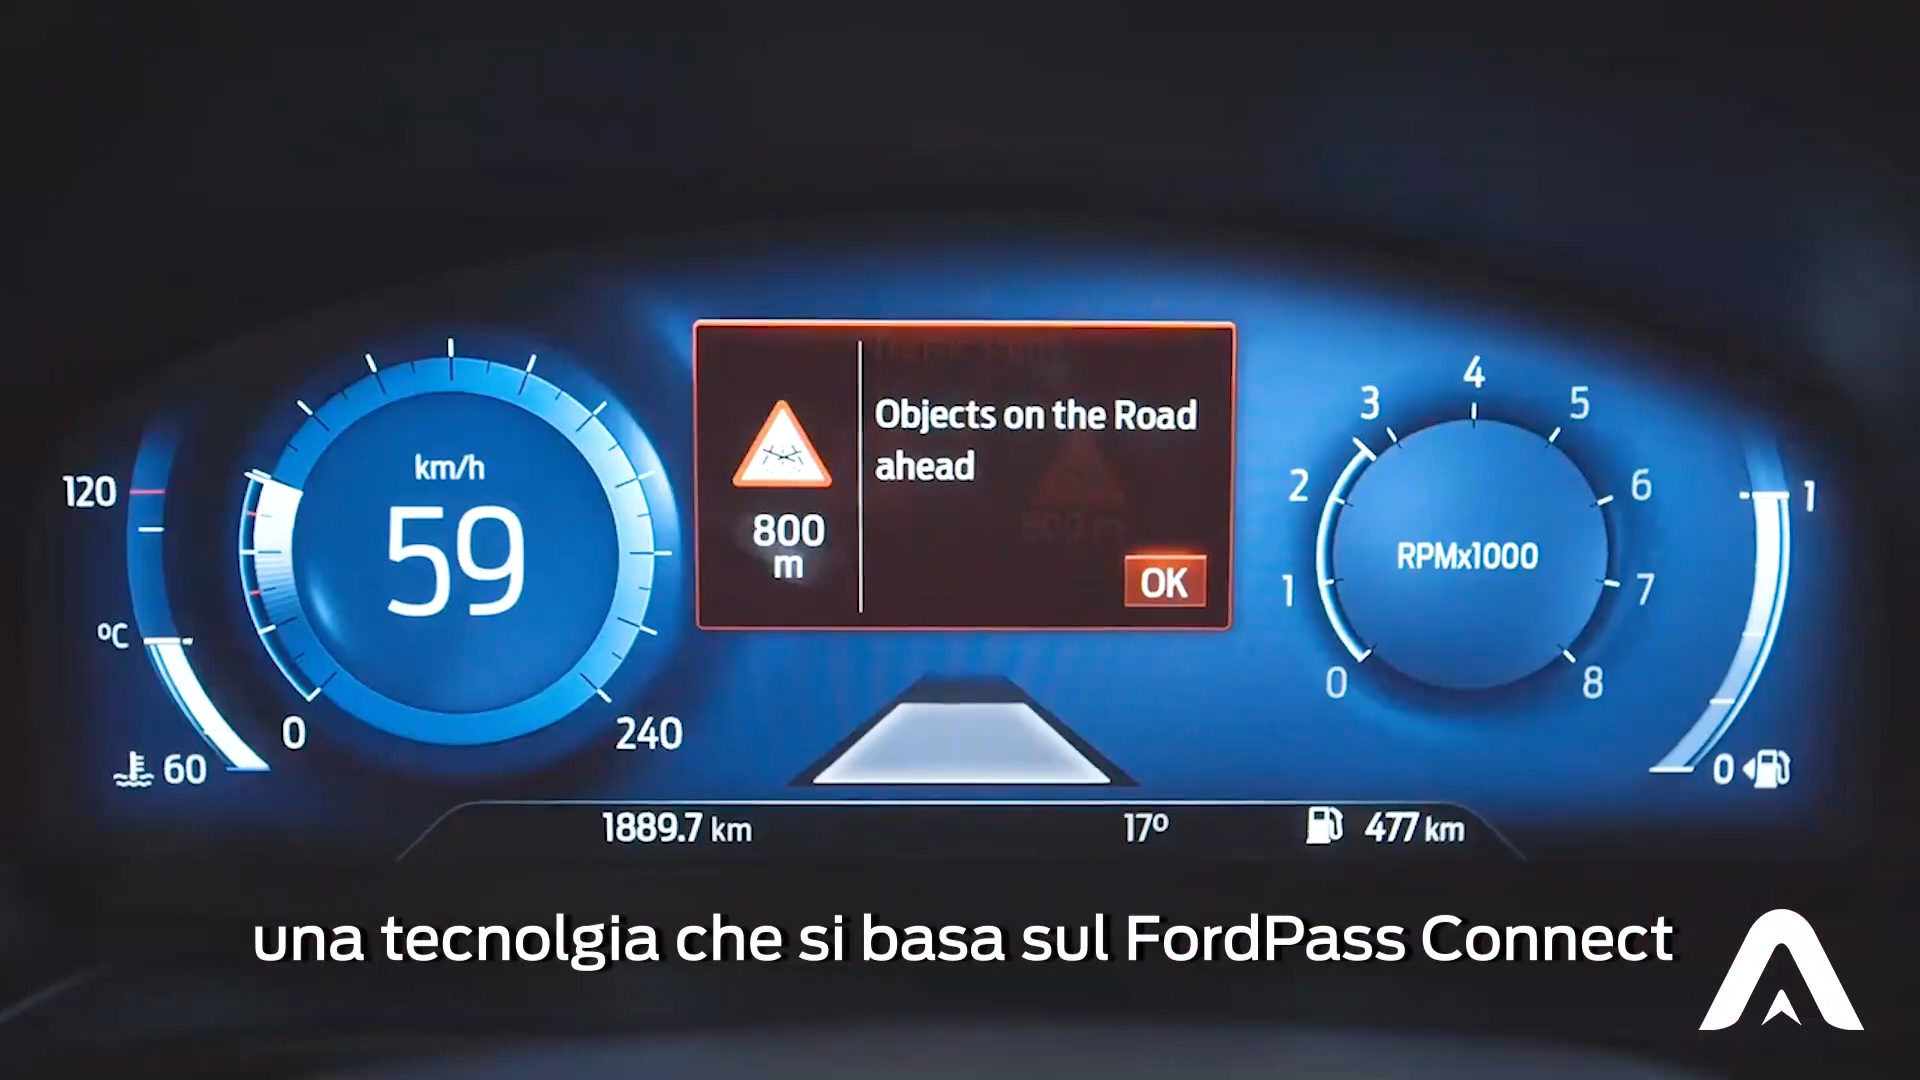 km/h
59
0
240
120
ºC
60
800
m
Objects on the Road
ahead
OK
RPMx1000
0
1
2
3
4
5
6
7
8
1
0
1889.7 km
17º
477 km
una tecnolgia che si basa sul FordPass Connect